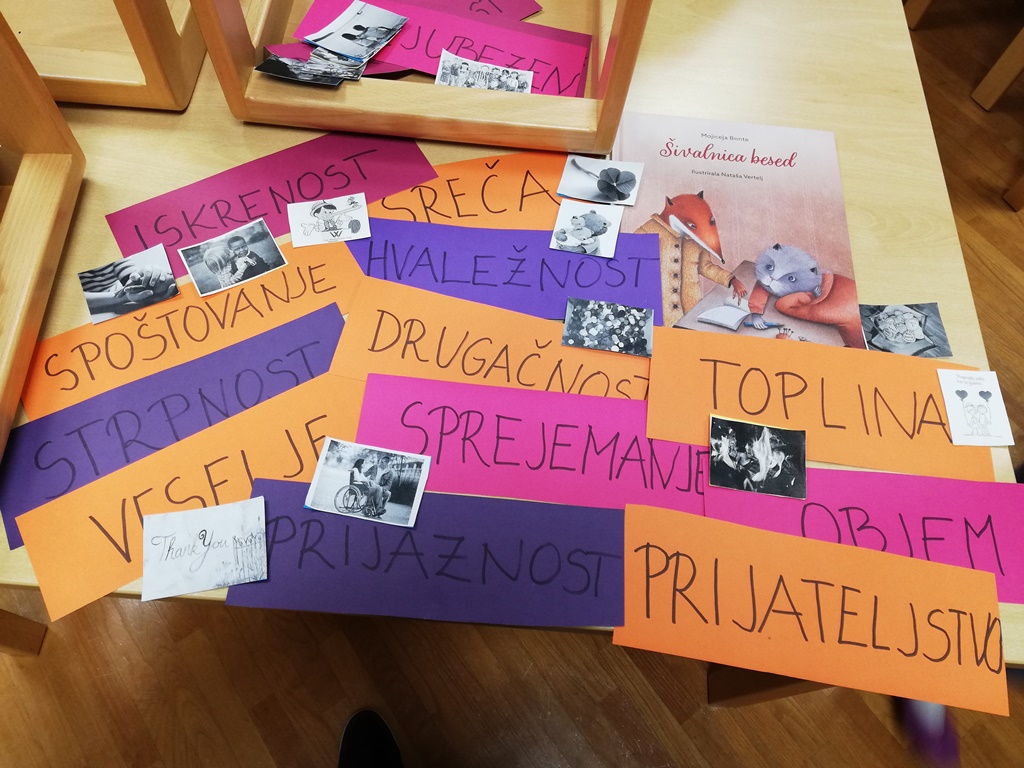 JUBEZEN
Mojiceja Bonte
Šivalnica besed
Ilustrirala Nataša Vertelj
ISKRENOST
SREČA
HVALEŽNOST
SPOŠTOVANJE
DRUGAČNOST
TOPLINA
STRPNOST
SPREJEMANJE
VESELJE
OBJEM
Thank You
PRIJAZNOST
PRIJATELJSTVO